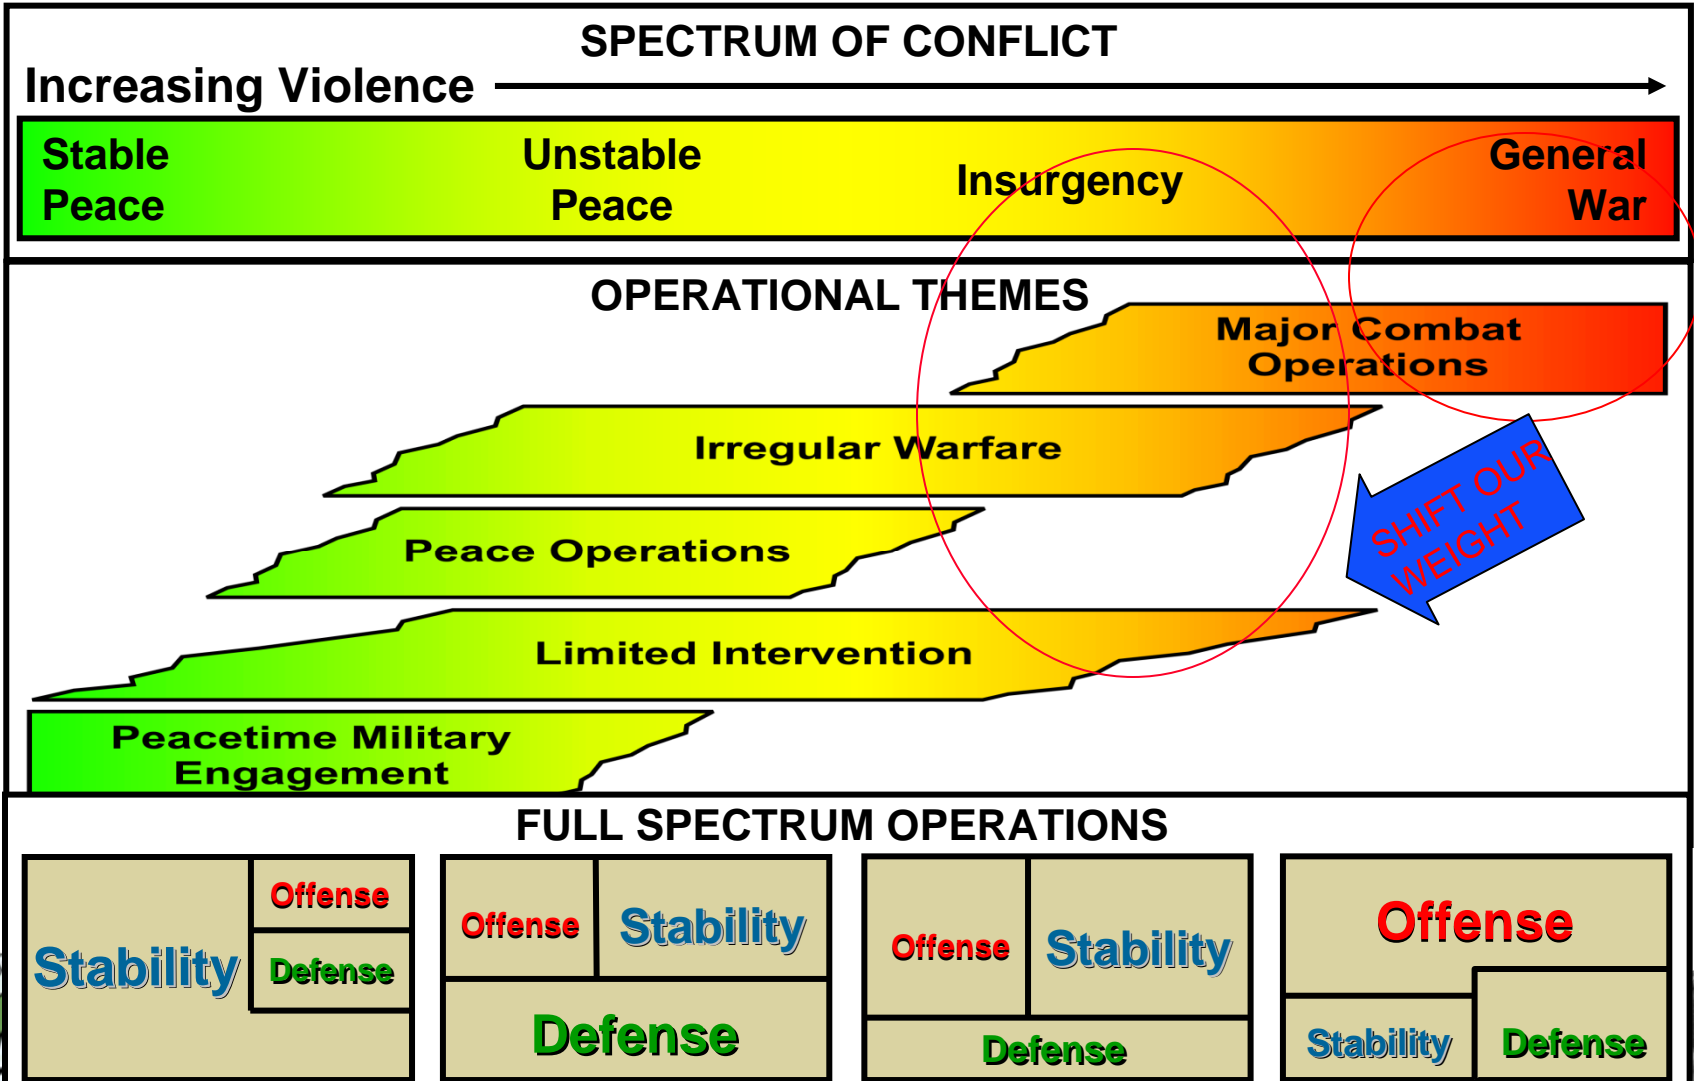 SPECTRUM OF CONFLICT
Increasing Violence
Stable
Peace
Unstable
Peace
Insurgency
General
War
OPERATIONAL THEMES
Major Combat
Operations
Irregular Warfare
SHIFT OUR
WEIGHT
Peace Operations
Limited Intervention
Peacetime Military
Engagement
FULL SPECTRUM OPERATIONS
Stability
Offense
Defense
Offense
Stability
Defense
Offense
Stability
Defense
Offense
Stability
Defense